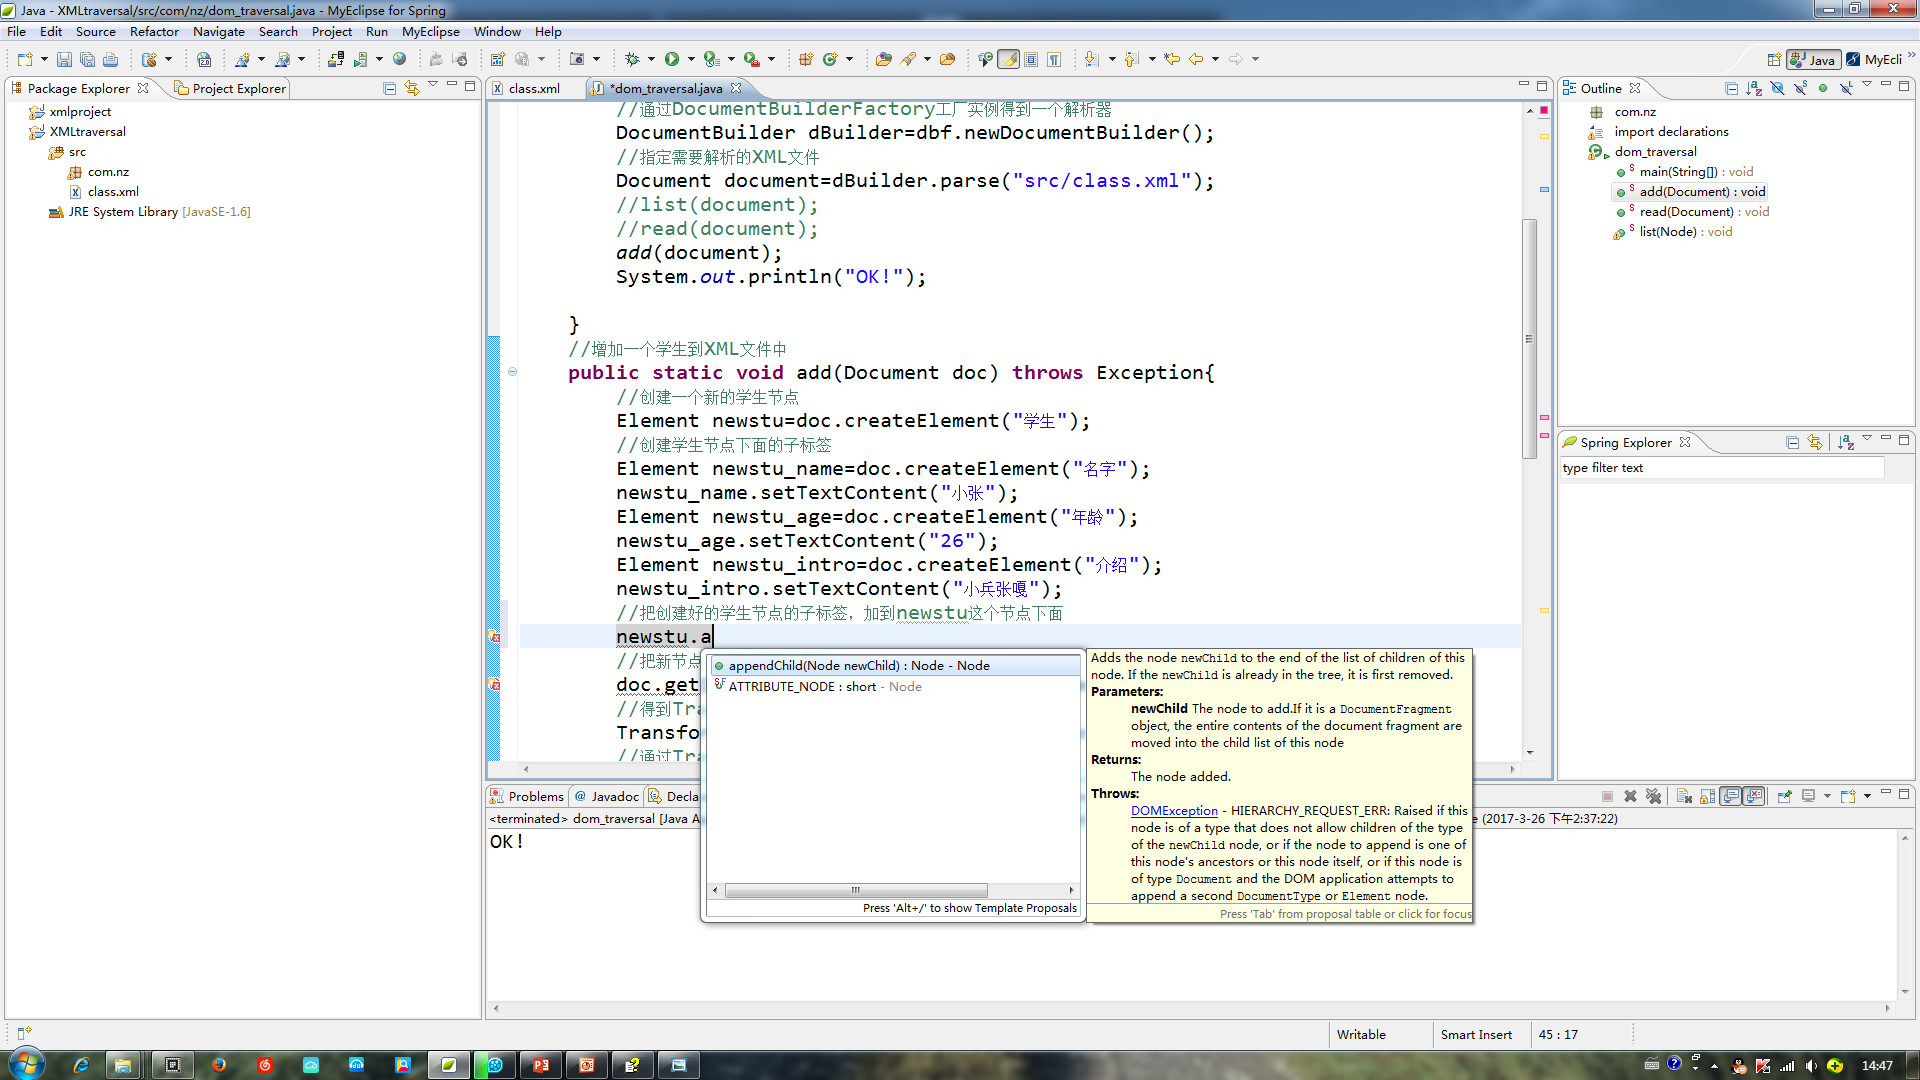 Java - XMLtraversal/src/com/nz/dom_traversal.java - MyEclipse for Spring
File Edit Source Refactor Navigate Search Project Run MyEclipse Window Help
Java MyEcli
Package Explorer Project Explorer
xmlproject
XMLtraversal
src
com.nz
class.xml
JRE System Library [JavaSE-1.6]
class.xml *dom_traversal.java
//通过DocumentBuilderFactory工厂实例得到一个解析器
DocumentBuilder dBuilder=dbf.newDocumentBuilder();
//指定需要解析的XML文件
Document document=dBuilder.parse("src/class.xml");
//list(document);
//read(document);
add(document);
System.out.println("OK!");
}
//增加一个学生到XML文件中
public static void add(Document doc) throws Exception{
//创建一个新的学生节点
Element newstu=doc.createElement("学生");
//创建学生节点下面的子标签
Element newstu_name=doc.createElement("名字");
newstu_name.setTextContent("小张");
Element newstu_age=doc.createElement("年龄");
newstu_age.setTextContent("26");
Element newstu_intro=doc.createElement("介绍");
newstu_intro.setTextContent("小兵张嘎");
//把创建好的学生节点的子标签，加到newstu这个节点下面
newstu.a
//把新节点
doc.get
//得到Tra
Transfo
//通过Tra
appendChild(Node newChild) : Node - Node
ATTRIBUTE_NODE : short - Node
Press 'Alt+/' to show Template Proposals
Adds the node newChild to the end of the list of children of this
node. If the newChild is already in the tree, it is first removed.
Parameters:
newChild The node to add.If it is a DocumentFragment
object, the entire contents of the document fragment are
moved into the child list of this node
Returns:
The node added.
Throws:
DOMException - HIERARCHY_REQUEST_ERR: Raised if this
node is of a type that does not allow children of the type
of the newChild node, or if the node to append is one of
this node's ancestors or this node itself, or if this node is
of type Document and the DOM application attempts to
append a second DocumentType or Element node.
Press 'Tab' from proposal table or click for focus
Outline
com.nz
import declarations
dom_traversal
main(String[]) : void
add(Document) : void
read(Document) : void
list(Node) : void
Spring Explorer
type filter text
Problems @ Javadoc Decla
<terminated> dom_traversal [Java A
e (2017-3-26 下午2:37:22)
OK!
Writable Smart Insert 45 : 17
14:47